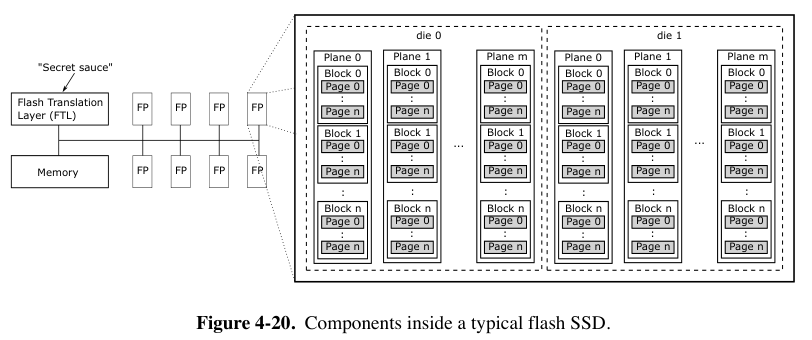 "Secret sauce"
Flash Translation
Layer (FTL)
Memory
FP FP FP FP
FP FP FP FP
die 0
Plane 0 Plane 1 Plane m
Block 0 Block 0 Block 0
Page 0 Page 0 Page 0
: : :
Page n Page n Page n
Block 1 Block 1 Block 1
Page 0 Page 0 Page 0
...
: : :
Page n Page n Page n
: : :
Block n Block n Block n
Page 0 Page 0 Page 0
: : :
Page n Page n Page n
die 1
Plane 0 Plane 1 Plane m
Block 0 Block 0 Block 0
Page 0 Page 0 Page 0
: : :
Page n Page n Page n
Block 1 Block 1 Block 1
Page 0 Page 0 Page 0
...
: : :
Page n Page n Page n
: : :
Block n Block n Block n
Page 0 Page 0 Page 0
: : :
Page n Page n Page n
Figure 4-20. Components inside a typical flash SSD.